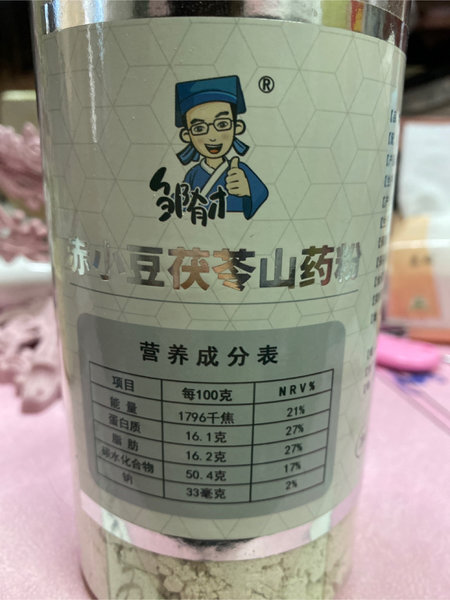 ®
邹陏才
赤小豆茯苓山药粉
营养成分表
项目 每100克 NRV%
能量 1796千焦 21%
蛋白质 16.1克 27%
脂肪 16.2克 27%
碳水化合物 50.4克 17%
钠 33毫克 2%